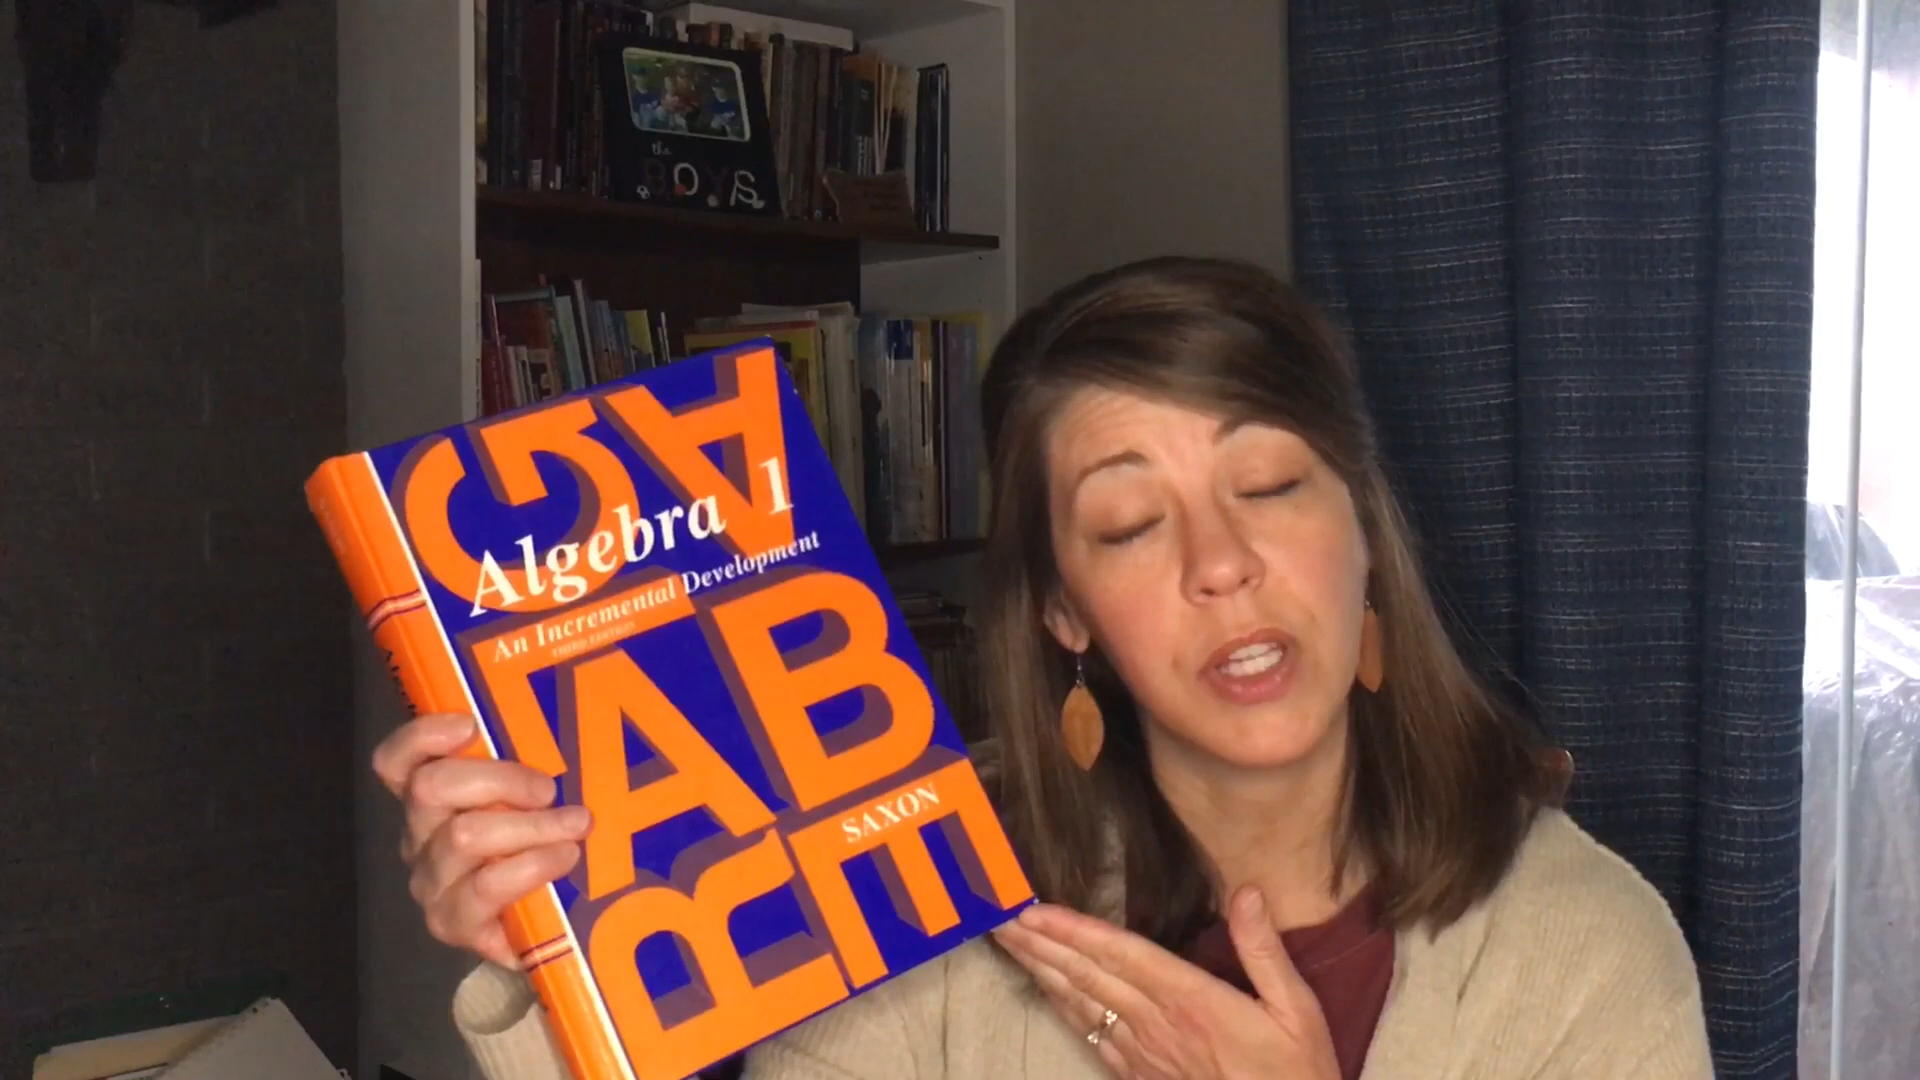 the
BOYS
Algebra 1
An Incremental Development
THIRD EDITION
G A
A B
SAXON
R E